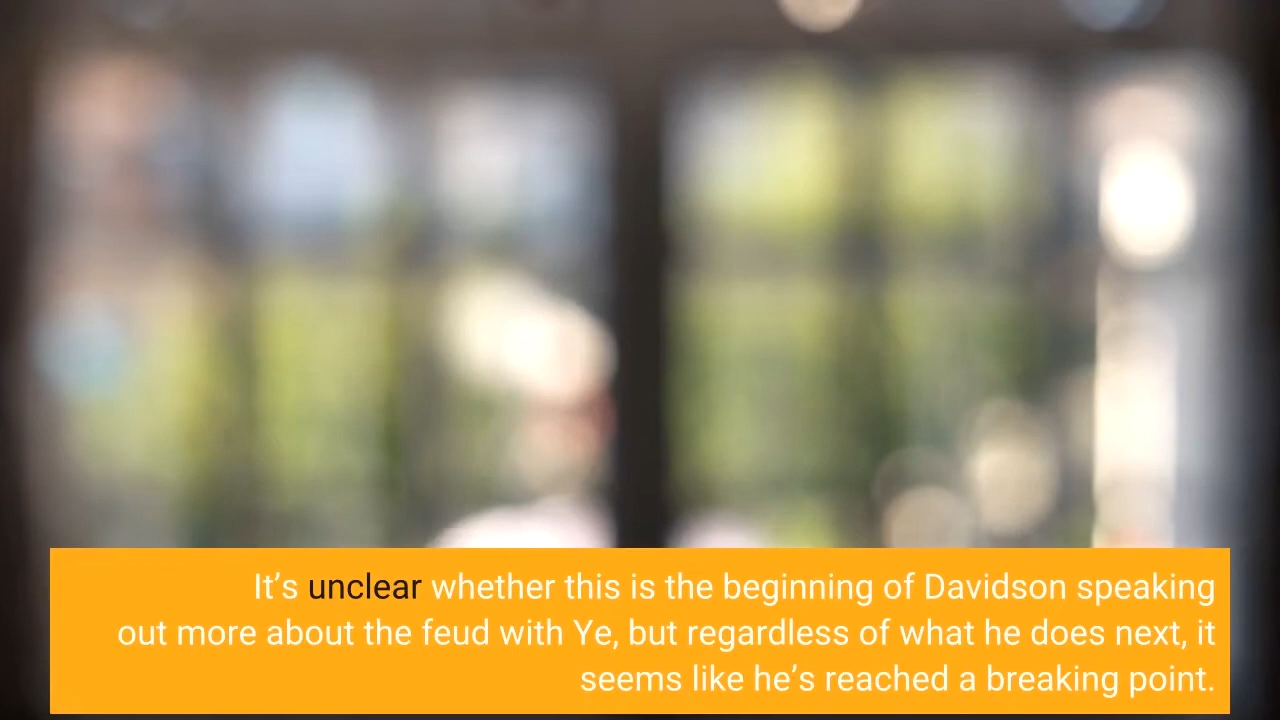 It’s unclear whether this is the beginning of Davidson speaking
out more about the feud with Ye, but regardless of what he does next, it
seems like he’s reached a breaking point.